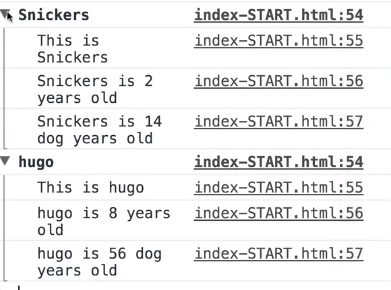 Snickers index-START.html:54
This is index-START.html:55
Snickers
Snickers is 2 index-START.html:56
years old
Snickers is 14 index-START.html:57
dog years old
hugo index-START.html:54
This is hugo index-START.html:55
hugo is 8 years index-START.html:56
old
hugo is 56 dog index-START.html:57
years old